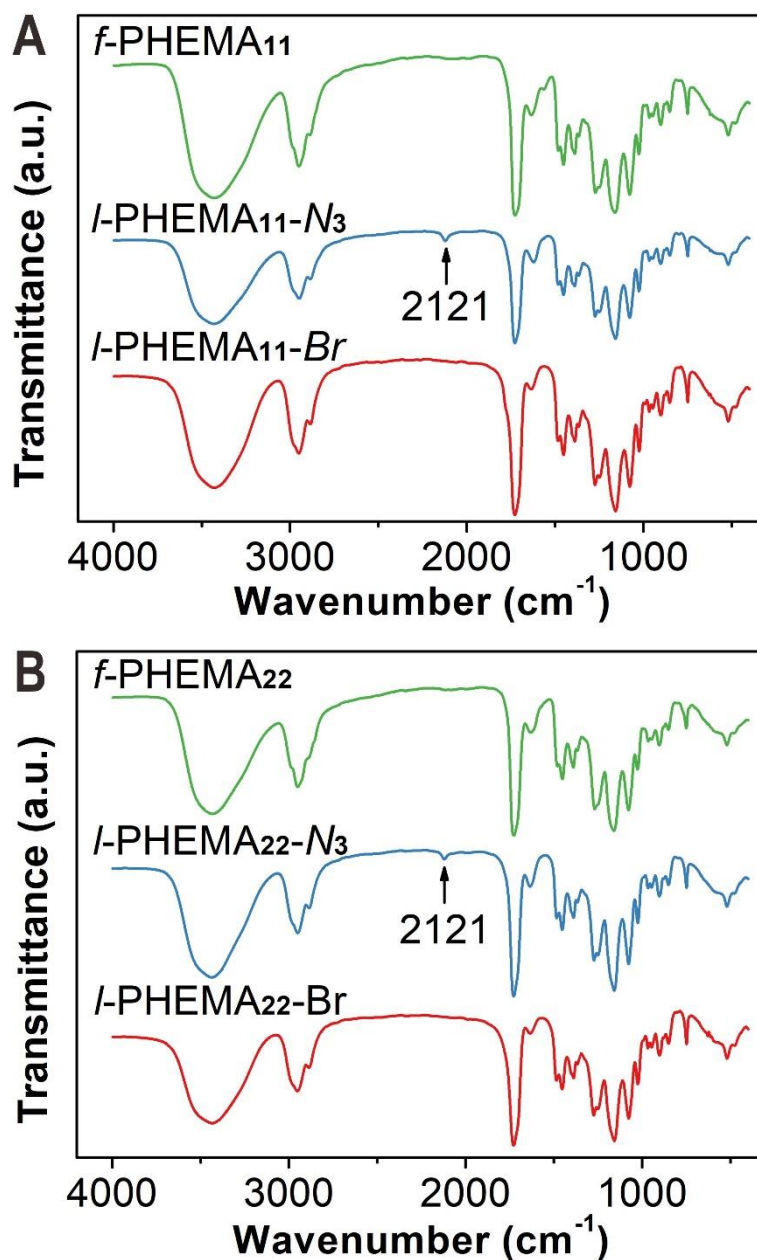 A
f-PHEMA11
l-PHEMA11-N3
2121
l-PHEMA11-Br
Transmittance (a.u.)
4000 3000 2000 1000
Wavenumber (cm-1)
B
f-PHEMA22
l-PHEMA22-N3
2121
l-PHEMA22-Br
Transmittance (a.u.)
4000 3000 2000 1000
Wavenumber (cm-1)